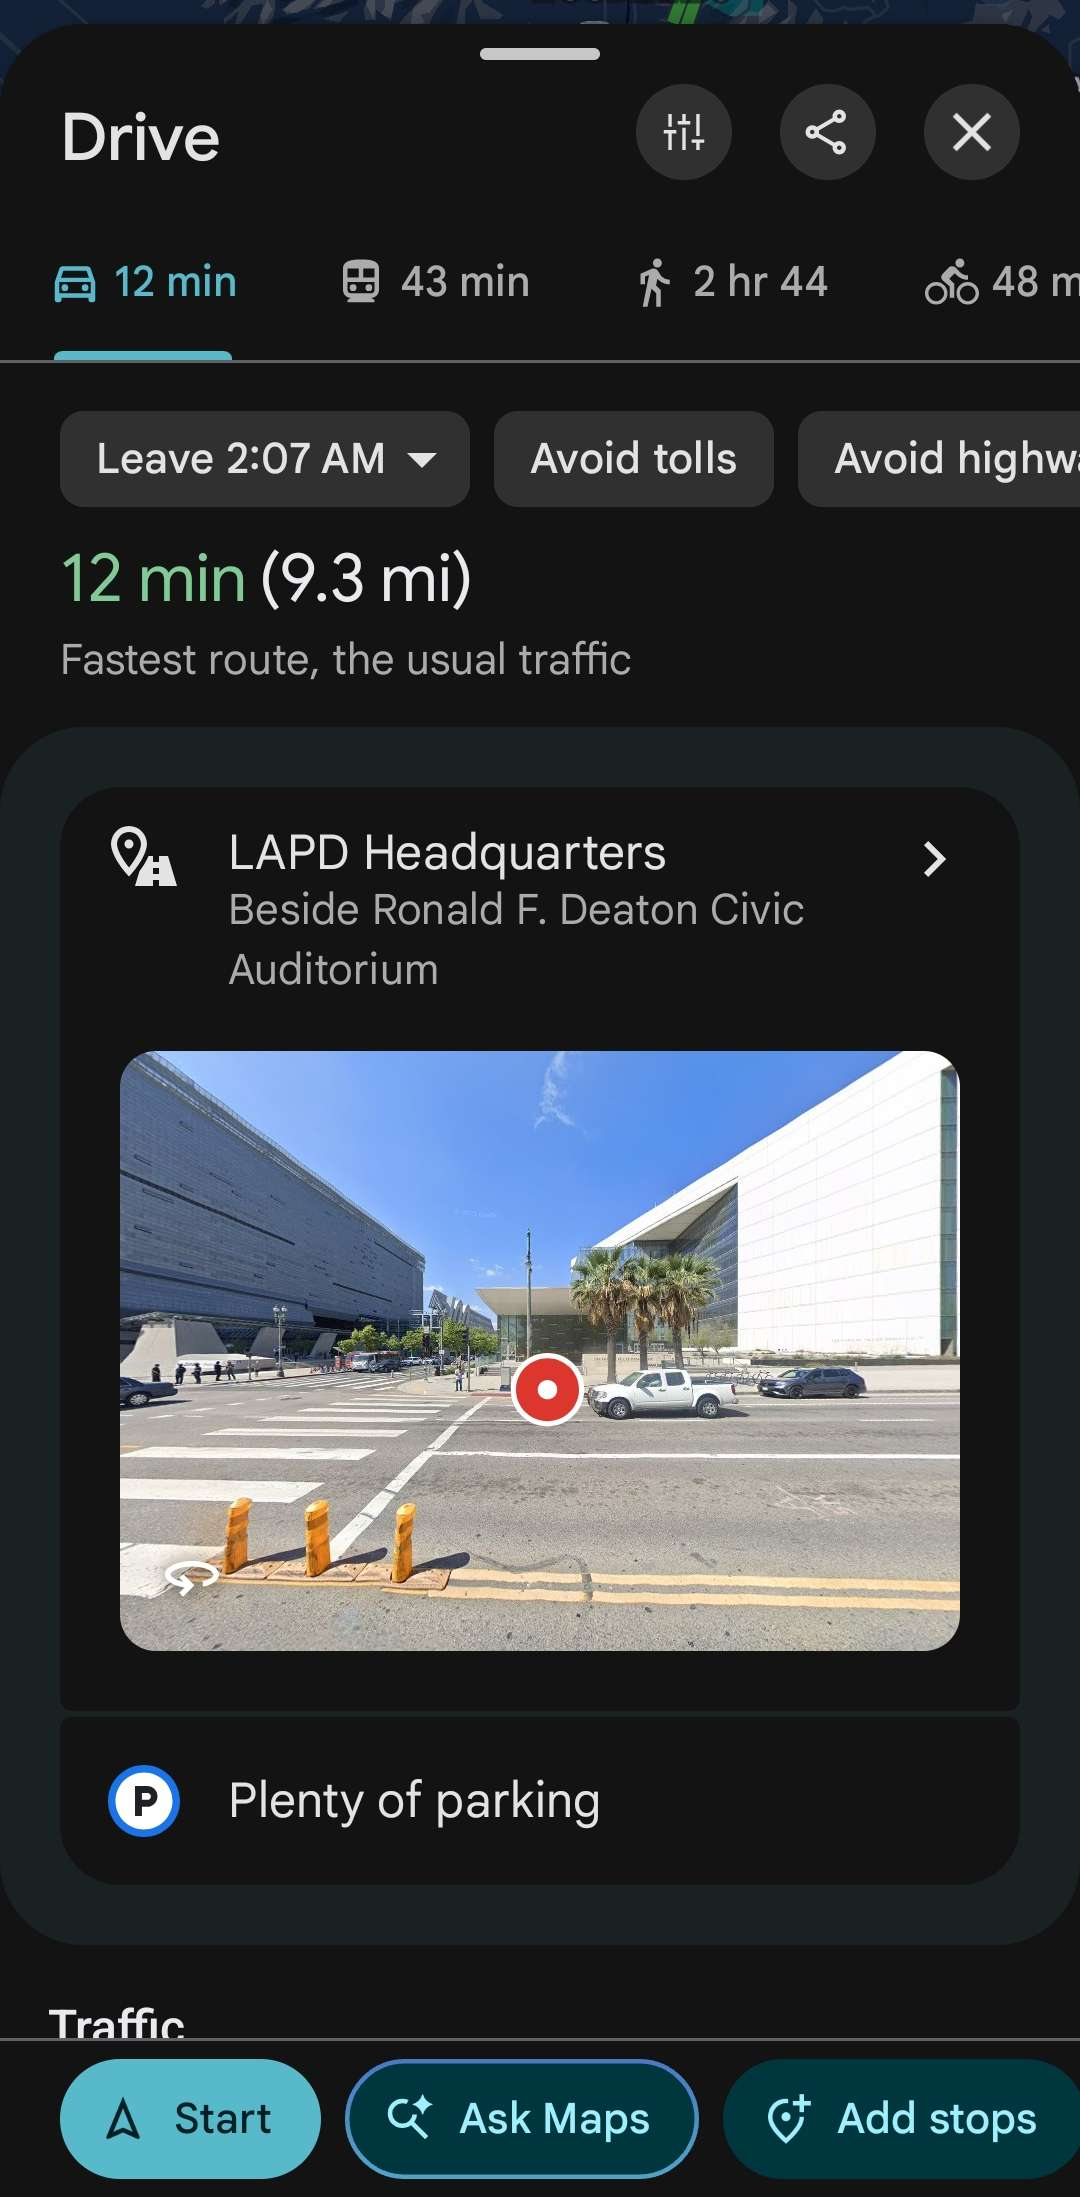 Drive
12 min
43 min
2 hr 44
48 m
Leave 2:07 AM
Avoid tolls
Avoid highwa
12 min (9.3 mi)
Fastest route, the usual traffic
LAPD Headquarters
Beside Ronald F. Deaton Civic
Auditorium
P
Plenty of parking
Traffic
Start
Ask Maps
Add stops